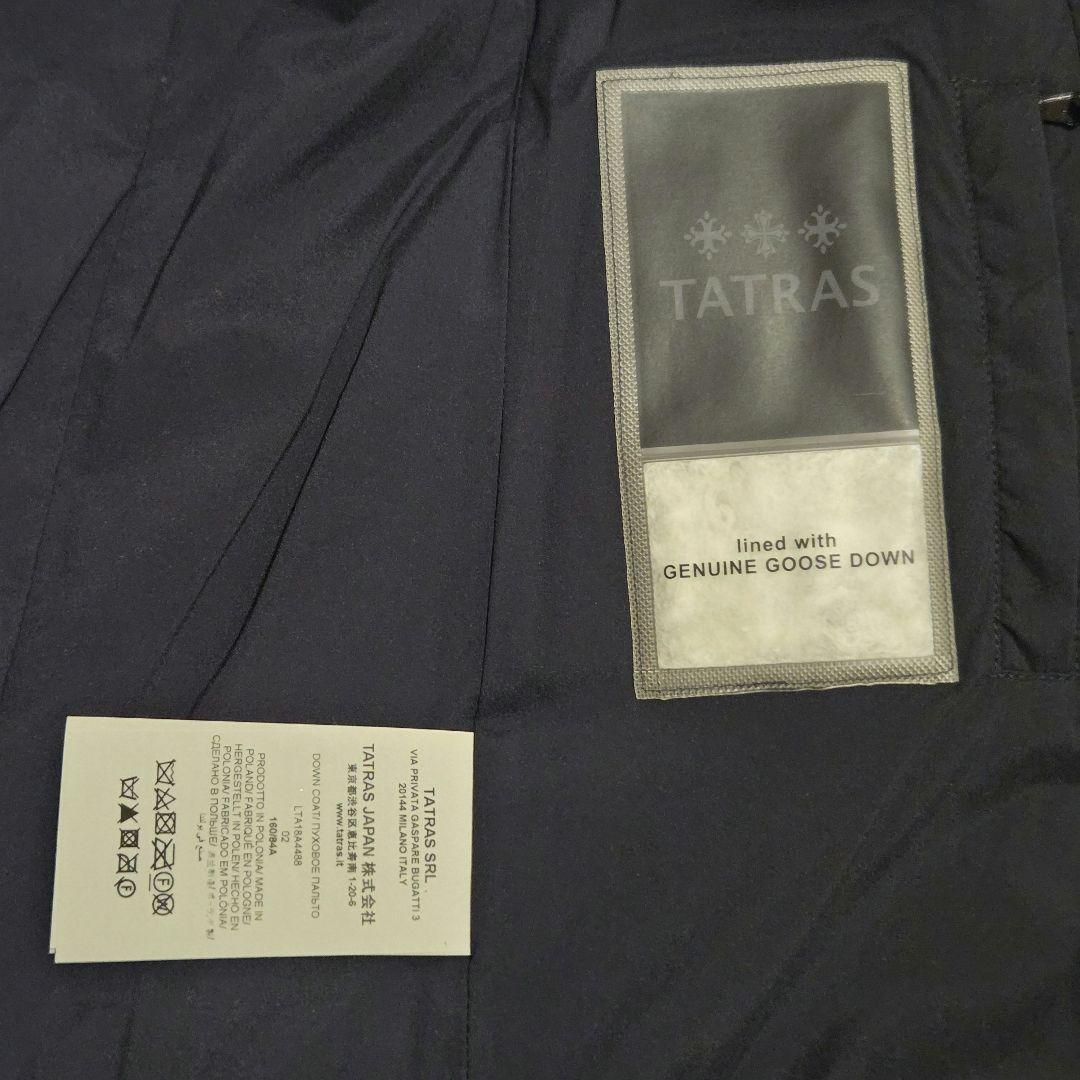 TATRAS
lined with
GENUINE GOOSE DOWN
TATRAS SRL.
VIA PRIVATA GASPARE BUGATTI 3
20144 MILANO ITALY
TATRAS JAPAN 株式会社
東京都渋谷区恵比寿南 1-20-6
www.tatras.it
DOWN COAT/ ПУХОВОЕ ПАЛЬТО
LTA18A4488
02
160/84A
PRODOTTO IN POLONIA/ MADE IN
POLAND/ FABRIQUÉ EN POLOGNE/
HERGESTELLT IN POLEN/ HECHO EN
POLONIA/ FABRICADO EM POLÓNIA/
СДЕЛАНО В ПОЛЬШЕ/
F
F